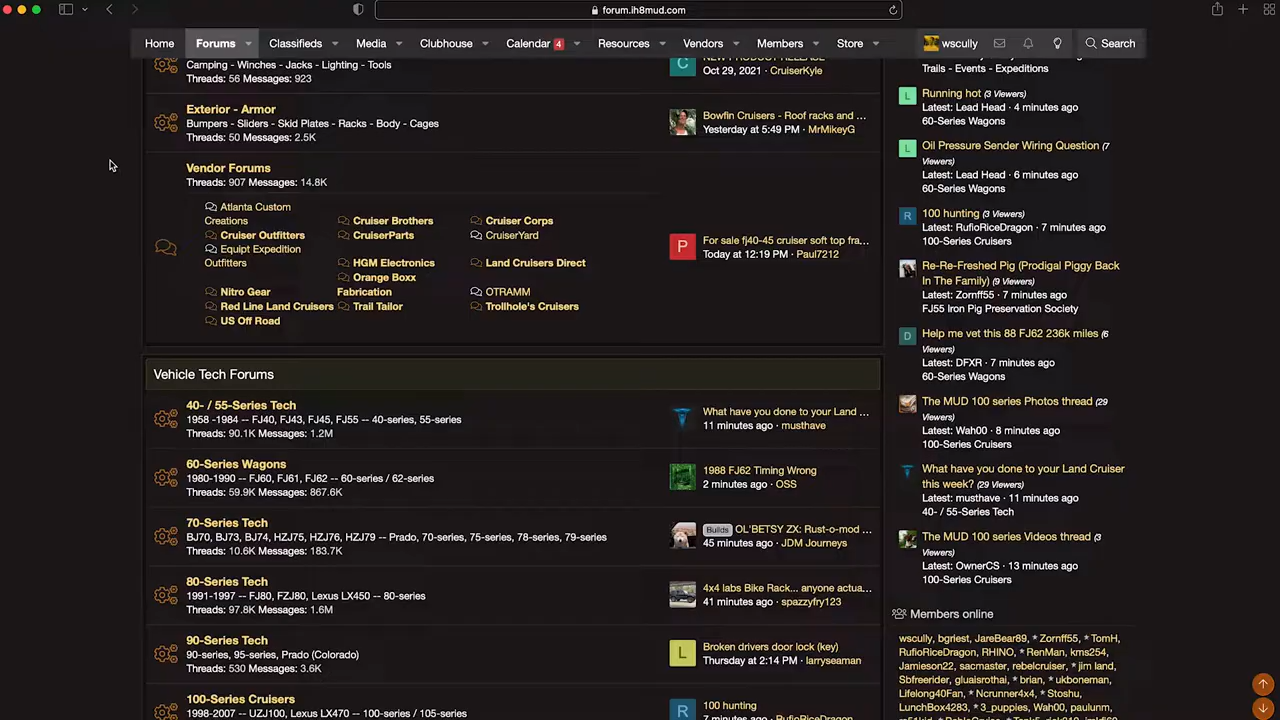 forum.ih8mud.com
Home Forums Classifieds Media Clubhouse Calendar 4 Resources Vendors Members Store wscully Search
Camping - Winches - Jacks - Lighting - Tools
Threads: 56 Messages: 923
C
NEW PRODUCT RELEASE
Oct 29, 2021 · CruiserKyle
Exterior - Armor
Bumpers - Sliders - Skid Plates - Racks - Body - Cages
Threads: 50 Messages: 2.5K
Bowfin Cruisers - Roof racks and ...
Yesterday at 5:49 PM · MrMikeyG
Vendor Forums
Threads: 907 Messages: 14.8K
Atlanta Custom
Creations
Cruiser Brothers
Cruiser Corps
Cruiser Outfitters
CruiserParts
CruiserYard
Equipt Expedition
Outfitters
HGM Electronics
Land Cruisers Direct
Orange Boxx
Fabrication
Nitro Gear
OTRAMM
Red Line Land Cruisers
Trail Tailor
Trollhole's Cruisers
US Off Road
P
For sale fj40-45 cruiser soft top fra...
Today at 12:19 PM · Paul7212
Vehicle Tech Forums
40- / 55-Series Tech
1958 -1984 -- FJ40, FJ43, FJ45, FJ55 -- 40-series, 55-series
Threads: 90.1K Messages: 1.2M
What have you done to your Land ...
11 minutes ago · musthave
60-Series Wagons
1980-1990 -- FJ60, FJ61, FJ62 -- 60-series / 62-series
Threads: 59.9K Messages: 867.6K
1988 FJ62 Timing Wrong
2 minutes ago · OSS
70-Series Tech
BJ70, BJ73, BJ74, HZJ75, HZJ76, HZJ79 -- Prado, 70-series, 75-series, 78-series, 79-series
Threads: 10.6K Messages: 183.7K
Builds OL'BETSY ZX: Rust-o-mod ...
45 minutes ago · JDM Journeys
80-Series Tech
1991-1997 -- FJ80, FZJ80, Lexus LX450 -- 80-series
Threads: 97.8K Messages: 1.6M
4x4 labs Bike Rack... anyone actua...
41 minutes ago · spazzyfry123
90-Series Tech
90-series, 95-series, Prado (Colorado)
Threads: 530 Messages: 3.6K
L
Broken drivers door lock (key)
Thursday at 2:14 PM · larryseaman
100-Series Cruisers
1998-2007 -- UZJ100, Lexus LX470 -- 100-series / 105-series
R
100 hunting
7 minutes ago · RufioRiceDragon
Trails - Events - Expeditions
L
Running hot (3 Viewers)
Latest: Lead Head · 4 minutes ago
60-Series Wagons
L
Oil Pressure Sender Wiring Question (7
Viewers)
Latest: Lead Head · 6 minutes ago
60-Series Wagons
R
100 hunting (3 Viewers)
Latest: RufioRiceDragon · 7 minutes ago
100-Series Cruisers
Re-Re-Freshed Pig (Prodigal Piggy Back
In The Family) (9 Viewers)
Latest: Zornff55 · 7 minutes ago
FJ55 Iron Pig Preservation Society
D
Help me vet this 88 FJ62 236k miles (6
Viewers)
Latest: DFXR · 7 minutes ago
60-Series Wagons
The MUD 100 series Photos thread (29
Viewers)
Latest: Wah00 · 8 minutes ago
100-Series Cruisers
What have you done to your Land Cruiser
this week? (29 Viewers)
Latest: musthave · 11 minutes ago
40- / 55-Series Tech
The MUD 100 series Videos thread (3
Viewers)
Latest: OwnerCS · 13 minutes ago
100-Series Cruisers
Members online
wscully, bgriest, JareBear89, * Zornff55, * TomH,
RufioRiceDragon, RHINO, * RenMan, kms254,
Jamieson22, sacmaster, rebelcruiser, * jim land,
Sbfreerider, gluaisrothai, * brian, * ukboneman,
Lifelong40Fan, * Ncrunner4x4, * Stoshu,
LunchBox4283, * 3_puppies, Wah00, paulunm,